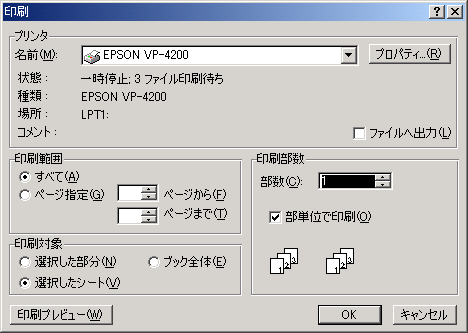 印刷
プリンタ
名前(M): EPSON VP-4200 プロパティ...(R)
状態: 一時停止; 3 ファイル印刷待ち
種類: EPSON VP-4200
場所: LPT1:
コメント:
ファイルへ出力(L)
印刷範囲
すべて(A)
ページ指定(G) ページから(F)
ページまで(T)
印刷部数
部数(C): 1
部単位で印刷(O)
1 2 3 1 2 3
印刷対象
選択した部分(N) ブック全体(E)
選択したシート(V)
印刷プレビュー(W) OK キャンセル